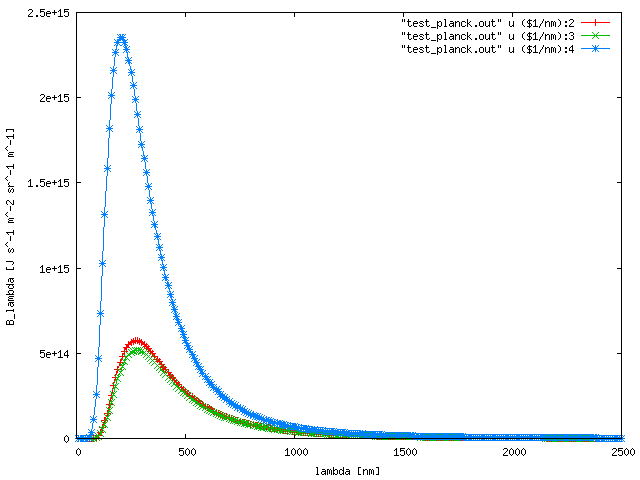 2.5e+15
"test_planck.out" u ($1/nm):2
"test_planck.out" u ($1/nm):3
"test_planck.out" u ($1/nm):4
2e+15
1.5e+15
1e+15
5e+14
0
B_lambda [J s^-1 m^-2 sr^-1 m^-1]
0 500 1000 1500 2000 2500
lambda [nm]